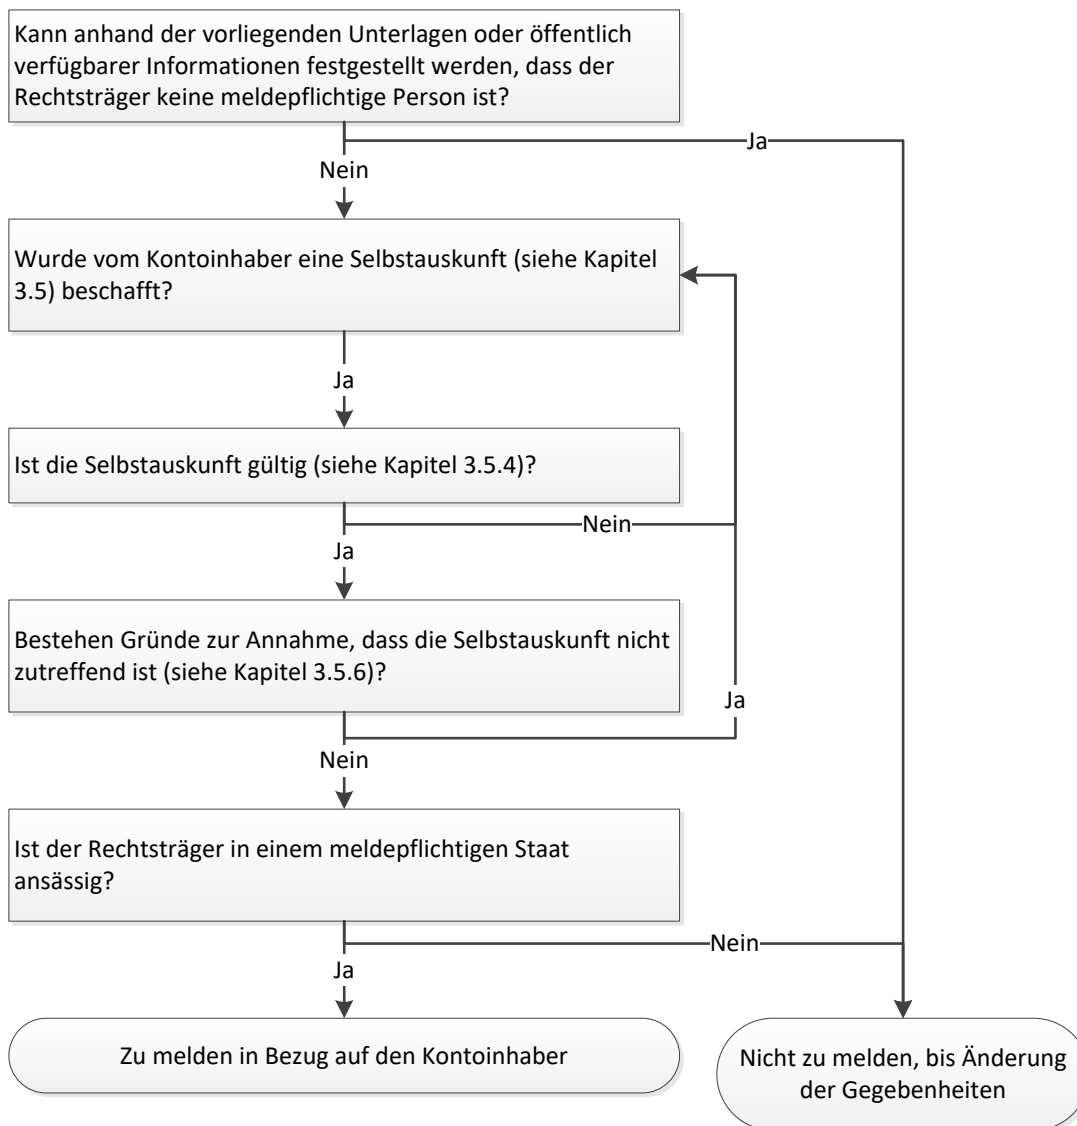 Kann anhand der vorliegenden Unterlagen oder öffentlich
verfügbarer Informationen festgestellt werden, dass der
Rechtsträger keine meldepflichtige Person ist?
Ja
Nein
Wurde vom Kontoinhaber eine Selbstauskunft (siehe Kapitel
3.5) beschafft?
Ja
Ist die Selbstauskunft gültig (siehe Kapitel 3.5.4)?
Nein
Ja
Bestehen Gründe zur Annahme, dass die Selbstauskunft nicht
zutreffend ist (siehe Kapitel 3.5.6)?
Ja
Nein
Ist der Rechtsträger in einem meldepflichtigen Staat
ansässig?
Nein
Ja
Zu melden in Bezug auf den Kontoinhaber
Nicht zu melden, bis Änderung
der Gegebenheiten